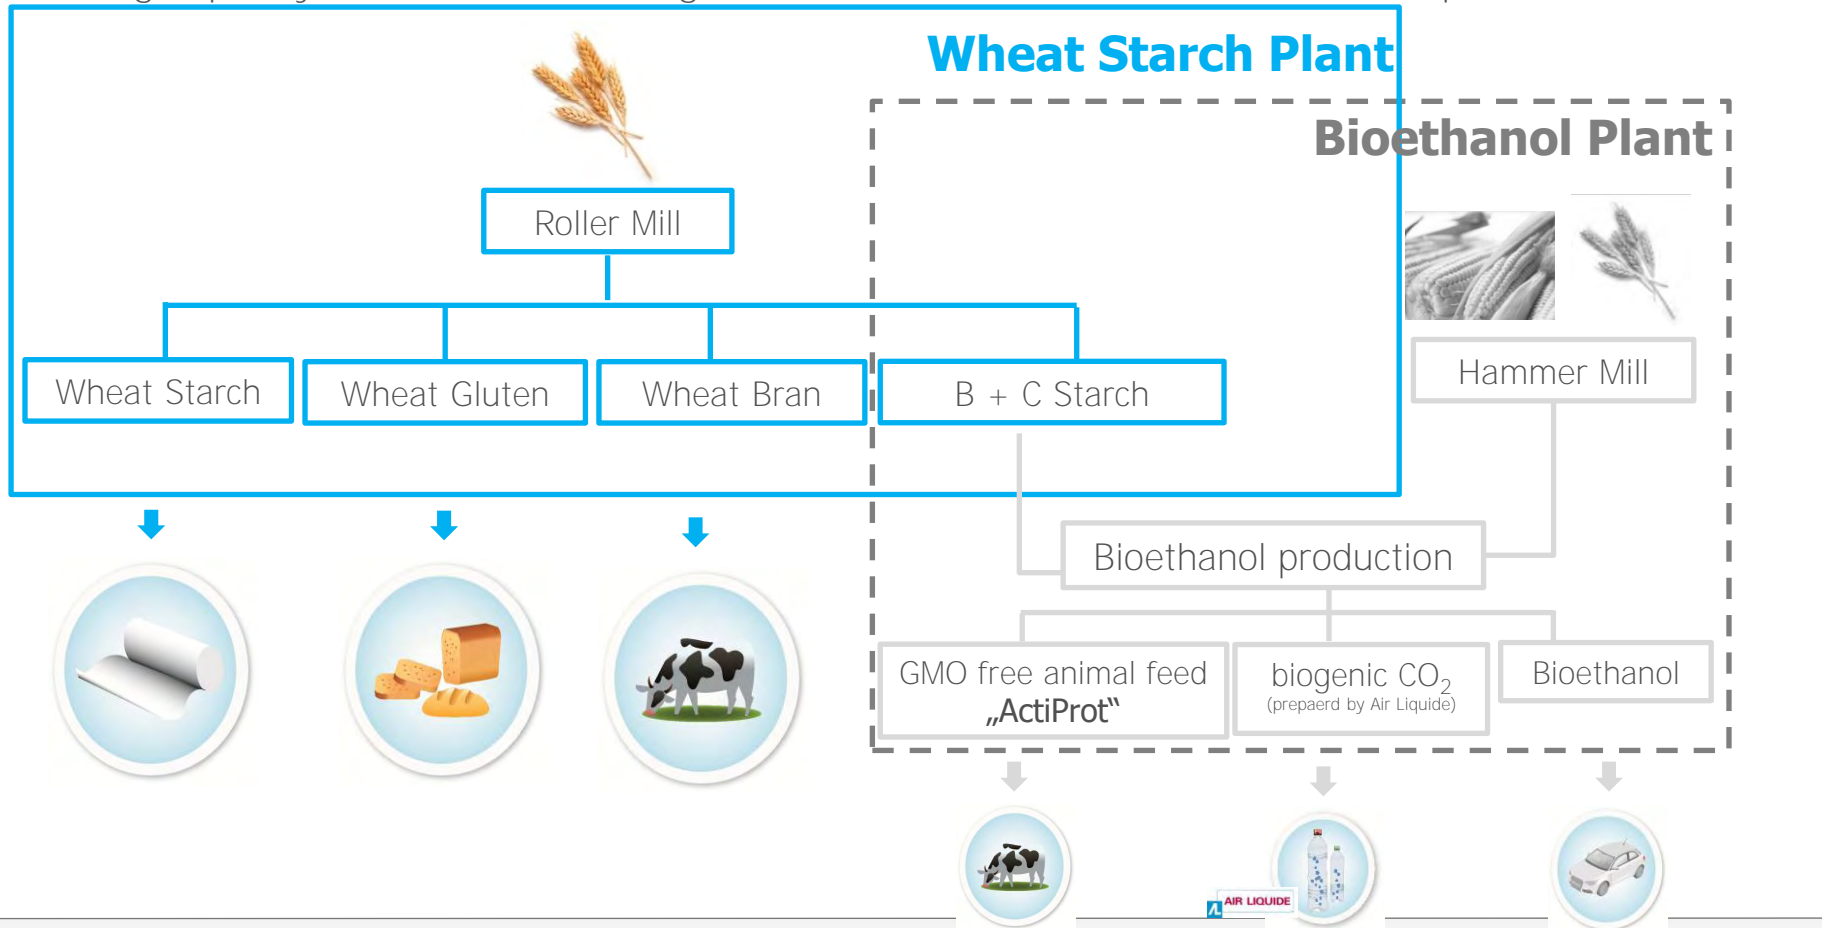 Wheat Starch Plant
Bioethanol Plant
Roller Mill
Hammer Mill
Wheat Starch
Wheat Gluten
Wheat Bran
B + C Starch
Bioethanol production
GMO free animal feed
„ActiProt“
biogenic CO₂
(prepaerd by Air Liquide)
Bioethanol
AIR LIQUIDE